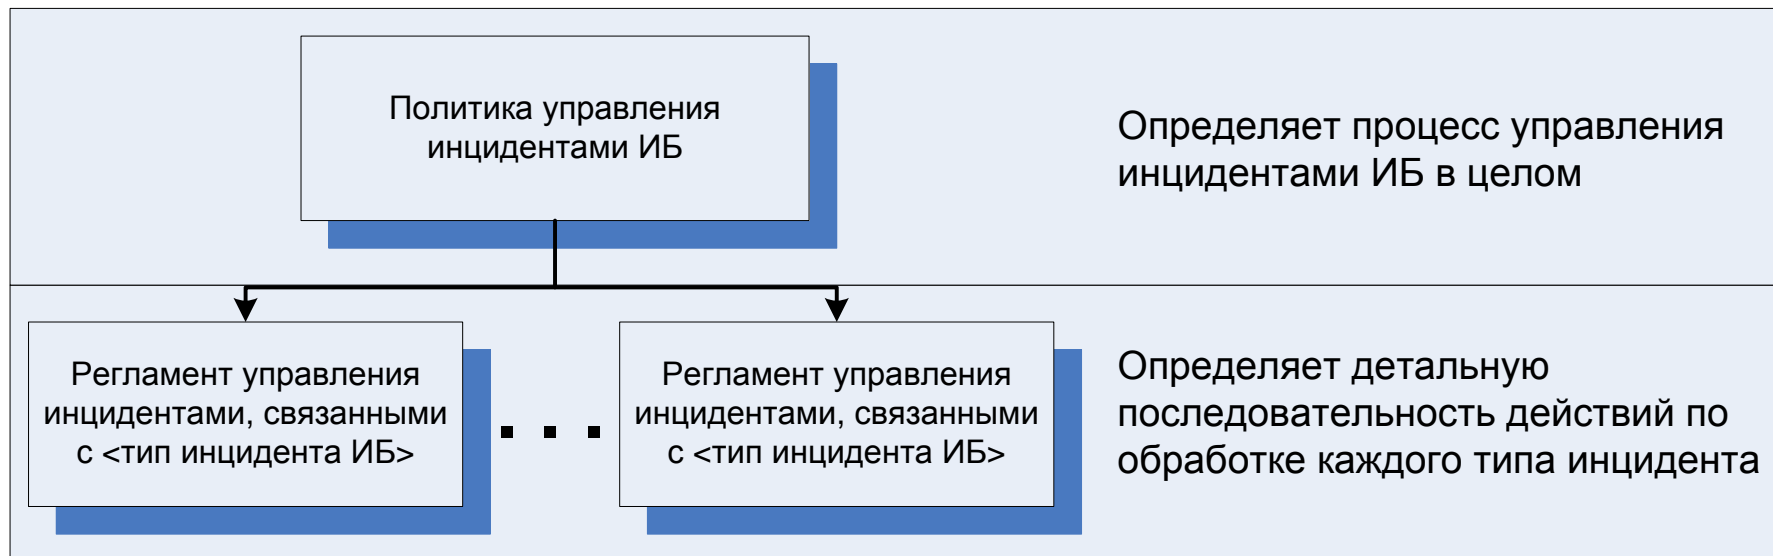 Политика управления
инцидентами ИБ
Определяет процесс управления
инцидентами ИБ в целом
Регламент управления
инцидентами, связанными
с <тип инцидента ИБ>
Регламент управления
инцидентами, связанными
с <тип инцидента ИБ>
Определяет детальную
последовательность действий по
обработке каждого типа инцидента